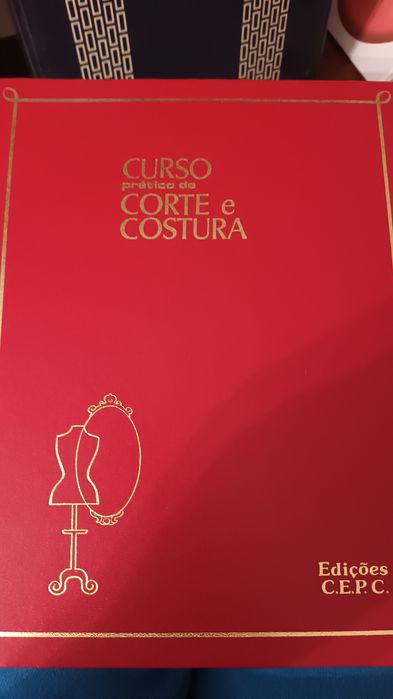 CURSO
prático de
CORTE e
COSTURA
Edições
C.E.P.C.